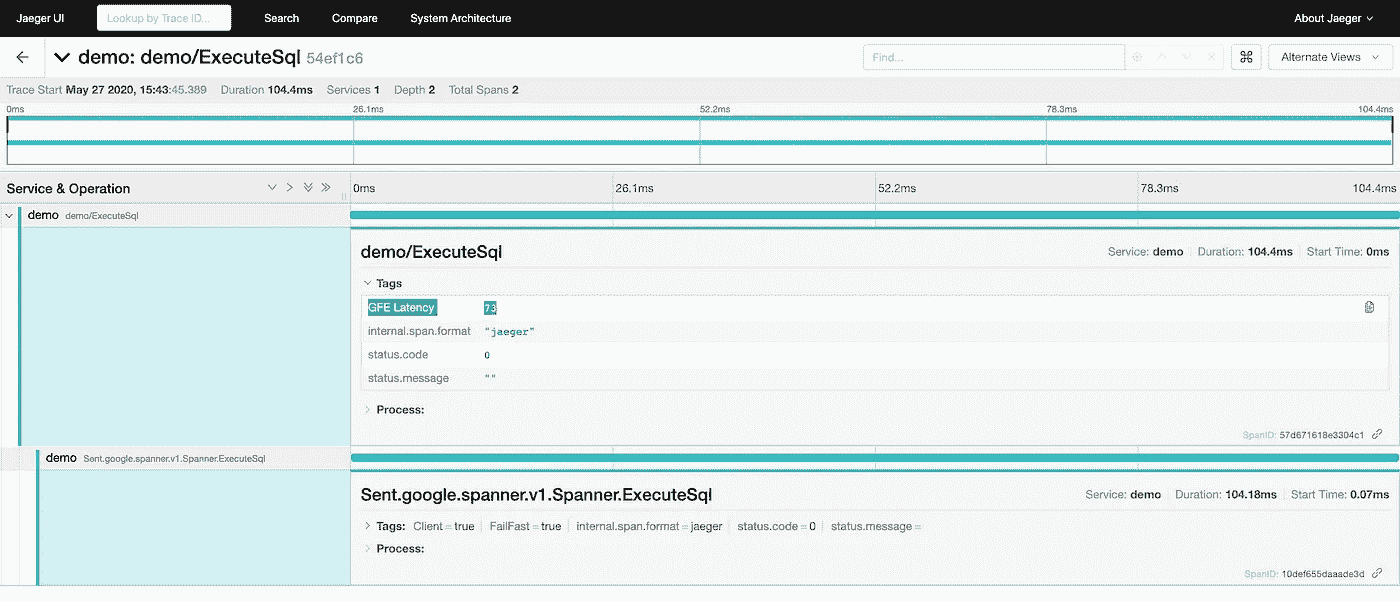 Jaeger UI Lookup by Trace ID... Search Compare System Architecture About Jaeger
demo: demo/ExecuteSql 54ef1c6 Find... ⌘ Alternate Views
Trace Start May 27 2020, 15:43:45.389 Duration 104.4ms Services 1 Depth 2 Total Spans 2
0ms 26.1ms 52.2ms 78.3ms 104.4ms
Service & Operation 0ms 26.1ms 52.2ms 78.3ms 104.4ms
demo demo/ExecuteSql
demo/ExecuteSql Service: demo Duration: 104.4ms Start Time: 0ms
Tags
GFE Latency 73
internal.span.format "jaeger"
status.code 0
status.message ""
Process:
SpanID: 57d671618e3304c1
demo Sent.google.spanner.v1.Spanner.ExecuteSql
Sent.google.spanner.v1.Spanner.ExecuteSql Service: demo Duration: 104.18ms Start Time: 0.07ms
Tags: Client = true FailFast = true internal.span.format = jaeger status.code = 0 status.message =
Process:
SpanID: 10def655daaade3d